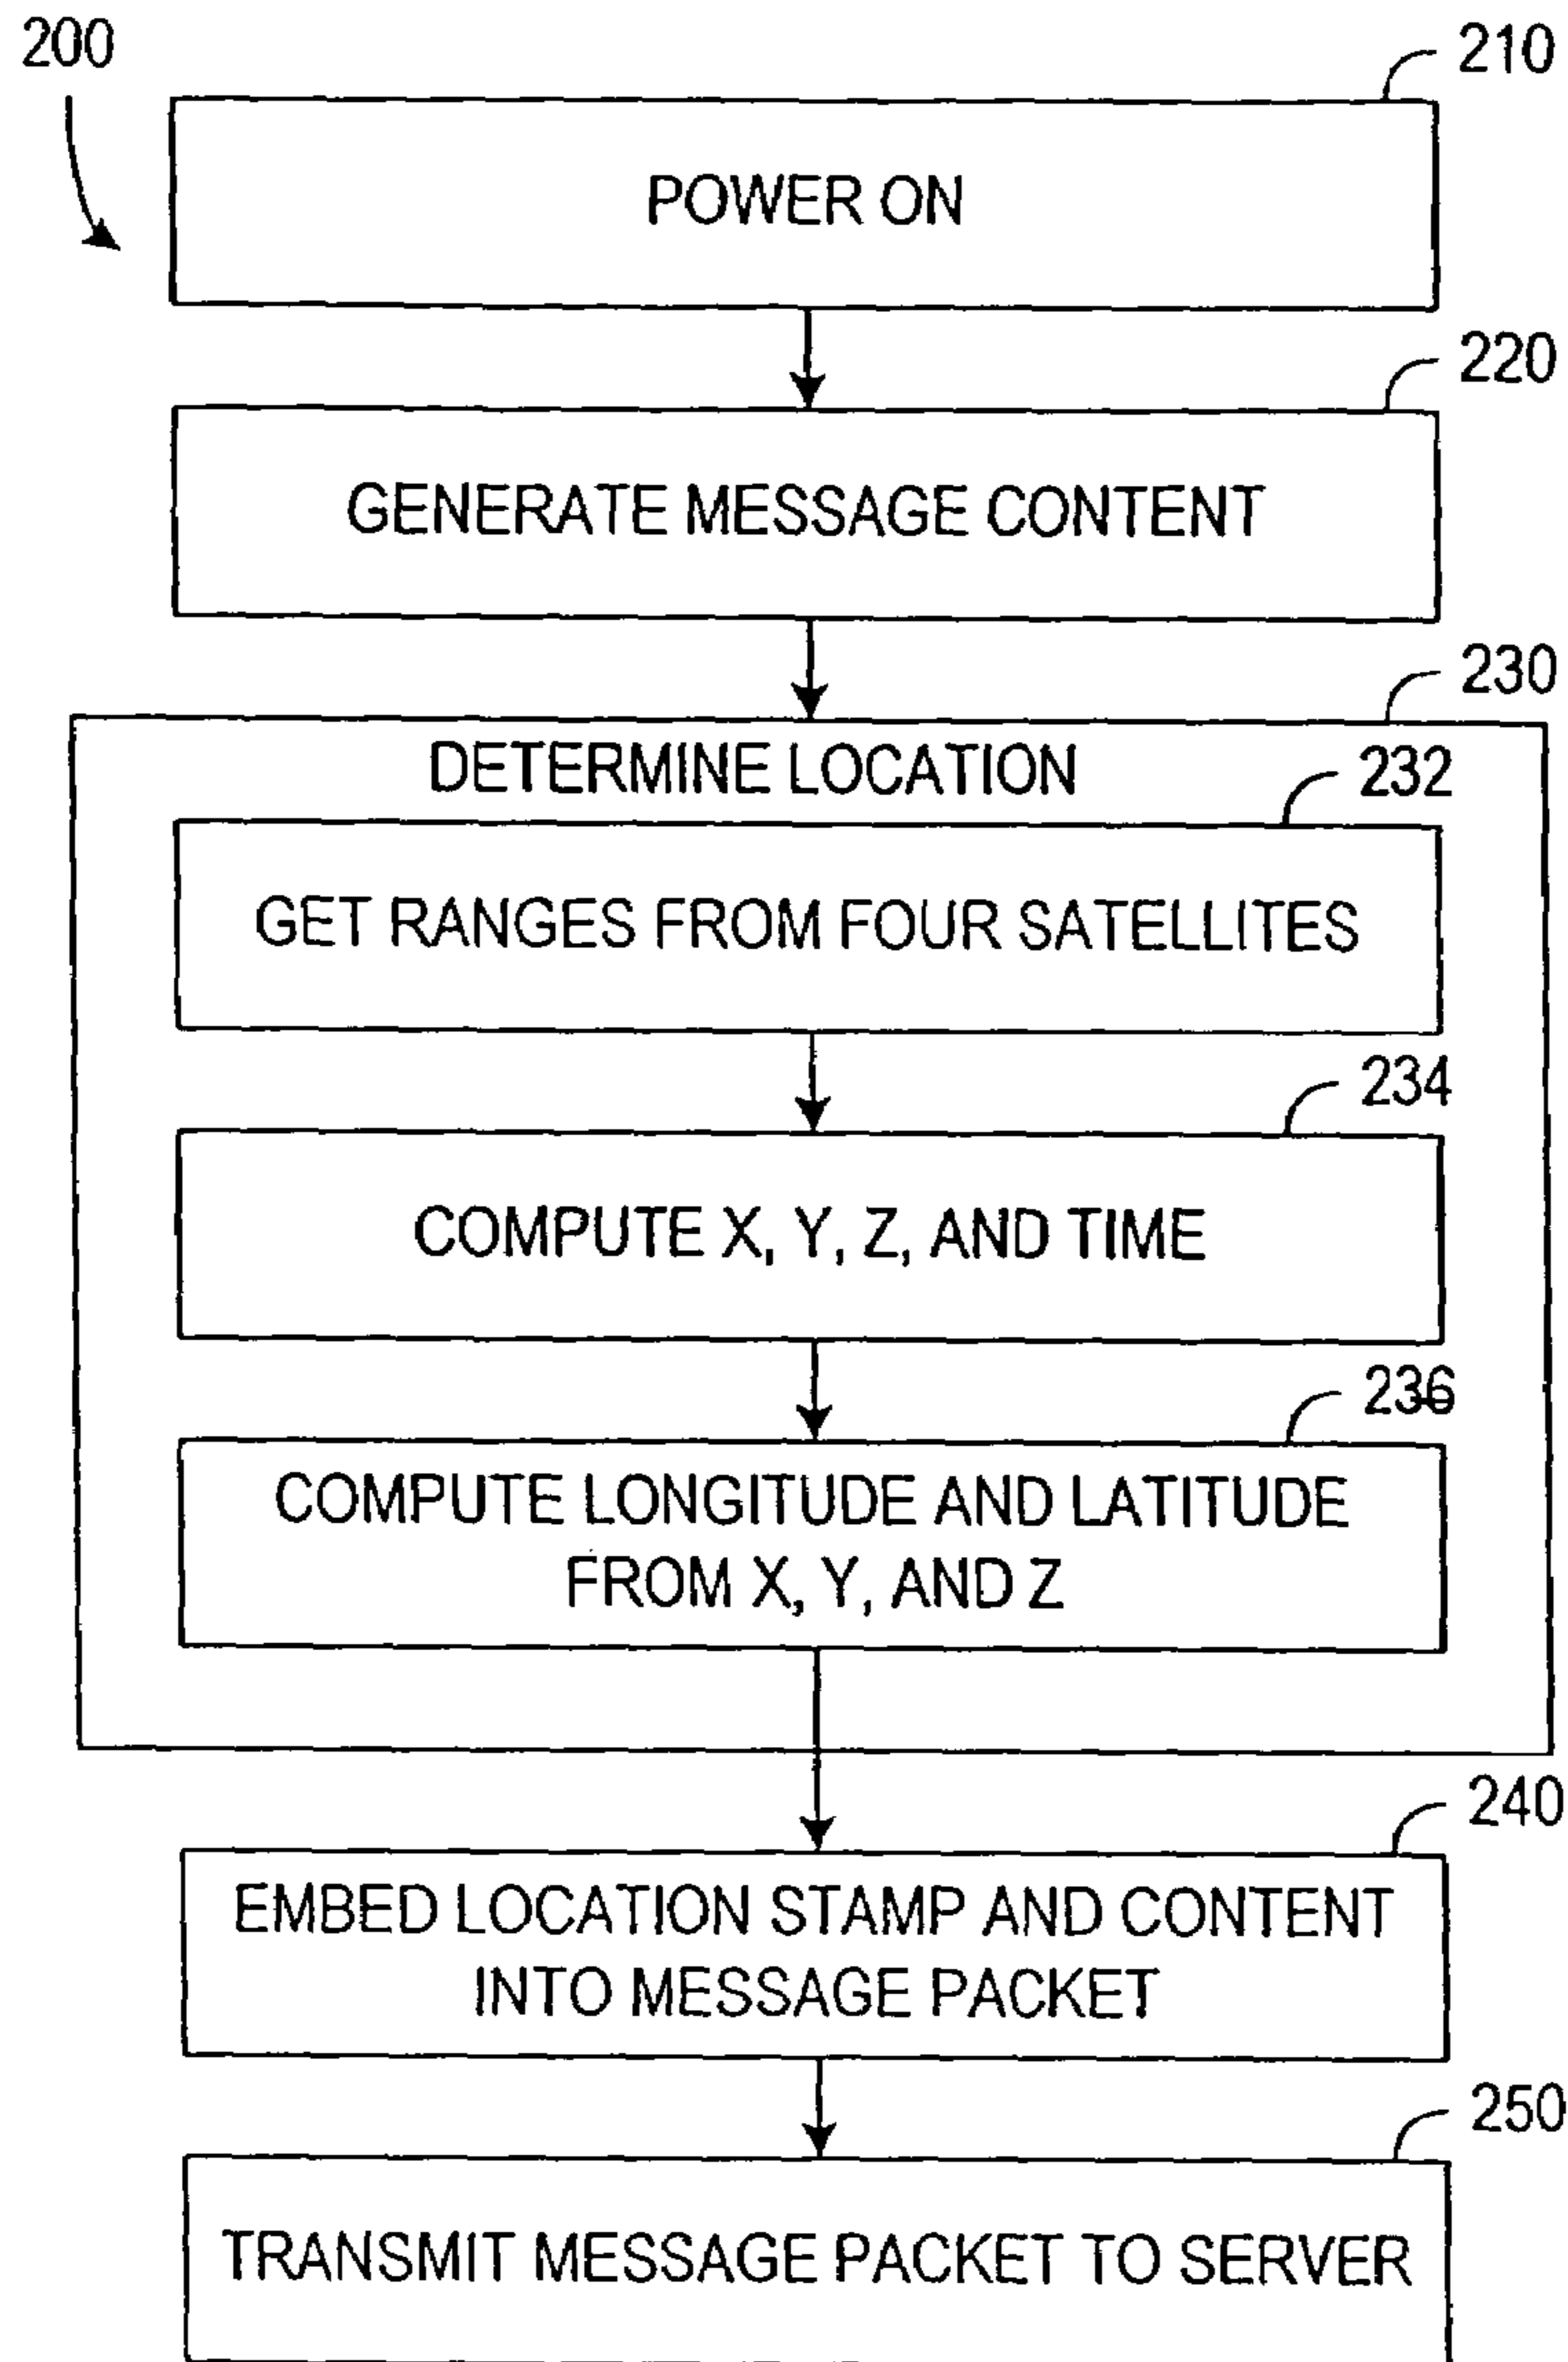 200
210
POWER ON
220
GENERATE MESSAGE CONTENT
230
DETERMINE LOCATION
232
GET RANGES FROM FOUR SATELLITES
234
COMPUTE X, Y, Z, AND TIME
236
COMPUTE LONGITUDE AND LATITUDE
FROM X, Y, AND Z
240
EMBED LOCATION STAMP AND CONTENT
INTO MESSAGE PACKET
250
TRANSMIT MESSAGE PACKET TO SERVER